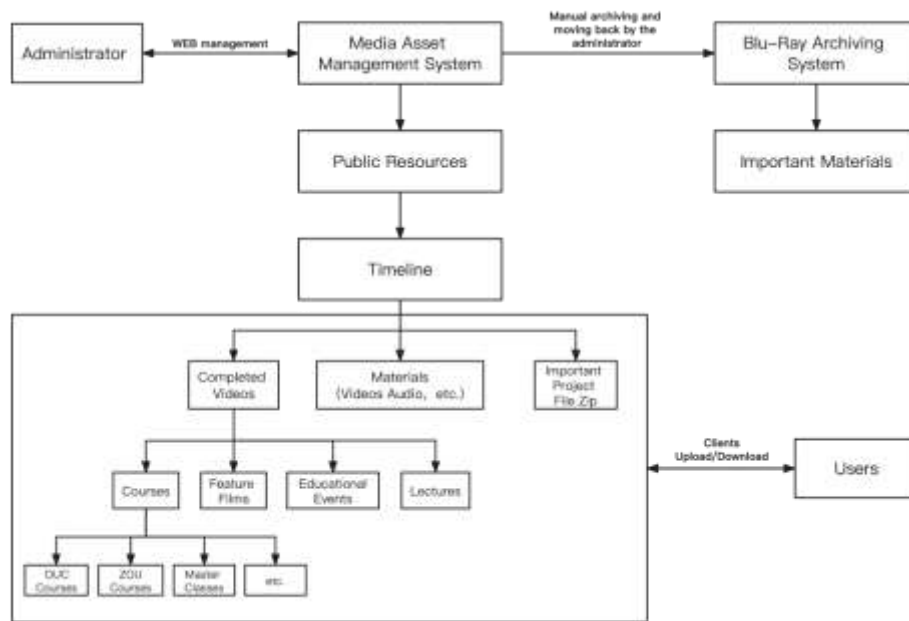 Manual archiving and
moving back by the
administrator
Administrator
WEB management
Media Asset
Management System
Blu-Ray Archiving
System
Public Resources
Important Materials
Timeline
Completed
Videos
Materials
(Videos Audio, etc.)
Important
Project
File Zip
Clients
Upload/Download
Users
Courses
Feature
Films
Educational
Events
Lectures
OUC
Courses
ZOU
Courses
Master
Classes
etc.